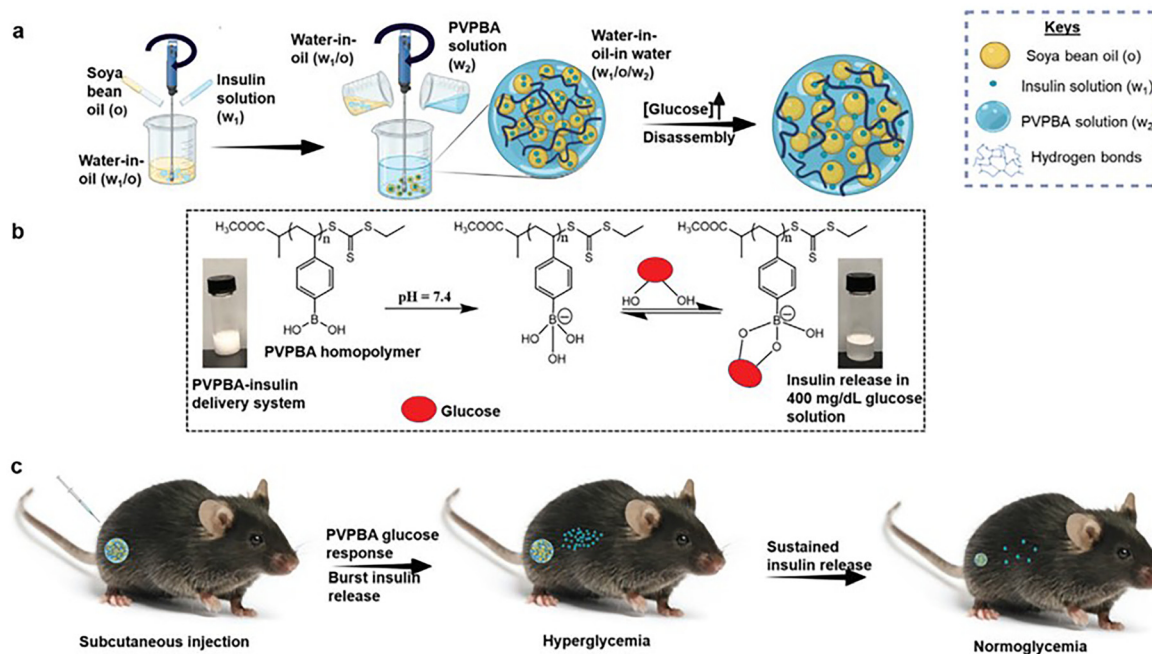 a
Soya
bean
oil (o)
Insulin
solution
(w1)
Water-in-
oil (w1/o)
Water-in-
oil (w1/o)
PVPBA
solution
(w2)
Water-in-
oil-in water
(w1/o/w2)
[Glucose]
Disassembly
Keys
Soya bean oil (o)
Insulin solution (w1)
PVPBA solution (w2
Hydrogen bonds
b
H3COOC
n
S
S
S
HO
B
OH
PVPBA homopolymer
PVPBA-insulin
delivery system
pH = 7.4
n
H3COOC
S
S
S
B
HO
OH
OH
HO
OH
H3COOC
n
S
S
S
B
OH
O
O
Glucose
Insulin release in
400 mg/dL glucose
solution
c
PVPBA glucose
response
Burst insulin
release
Sustained
insulin release
Subcutaneous injection
Hyperglycemia
Normoglycemia